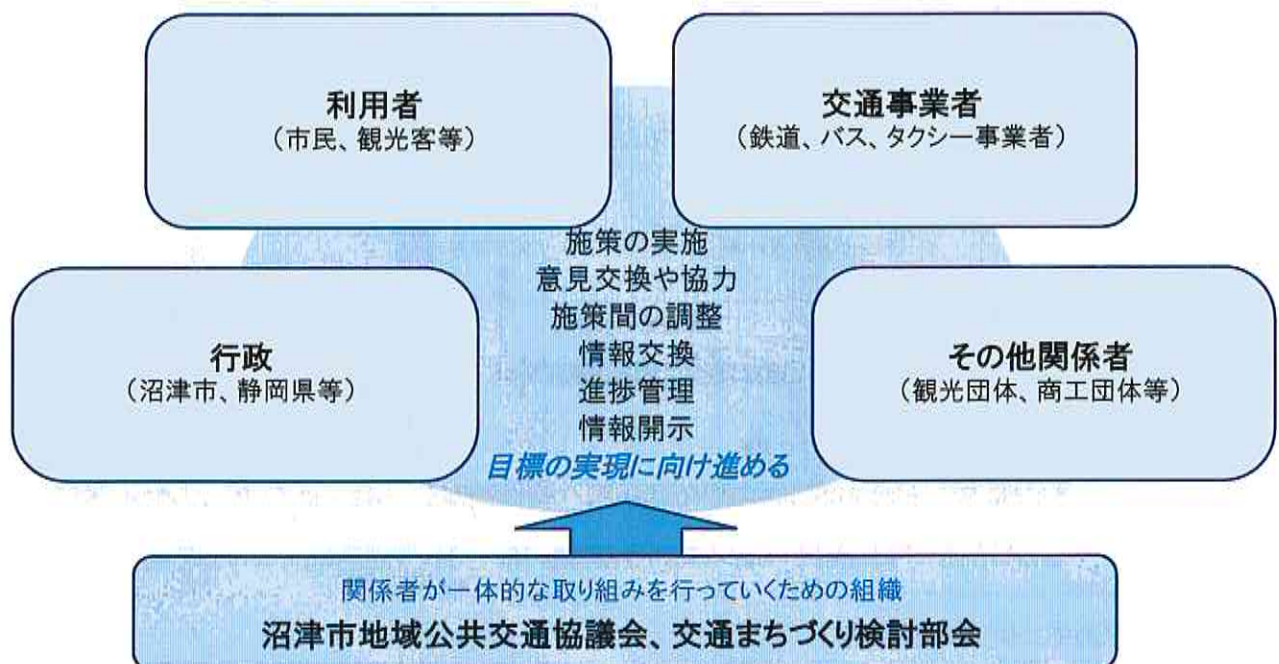 利用者
（市民、観光客等）
交通事業者
（鉄道、バス、タクシー事業者）
行政
（沼津市、静岡県等）
施策の実施
意見交換や協力
施策間の調整
情報交換
進捗管理
情報開示
目標の実現に向け進める
その他関係者
（観光団体、商工団体等）
関係者が一体的な取り組みを行っていくための組織
沼津市地域公共交通協議会、交通まちづくり検討部会